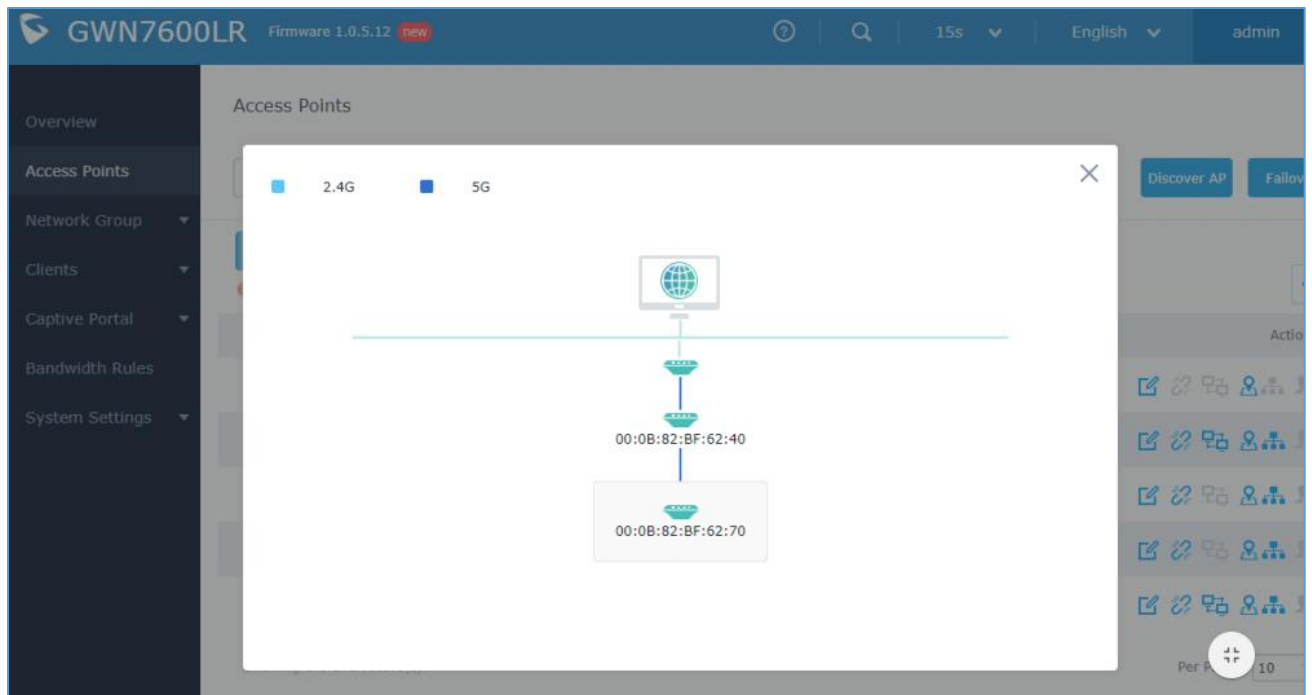 GWN7600LR Firmware 1.0.5.12 new 15s English admin
Overview
Access Points
Network Group
Clients
Captive Portal
Bandwidth Rules
System Settings
Access Points
Discover AP
2.4G 5G
00:0B:82:BF:62:40
00:0B:82:BF:62:70
Per
10